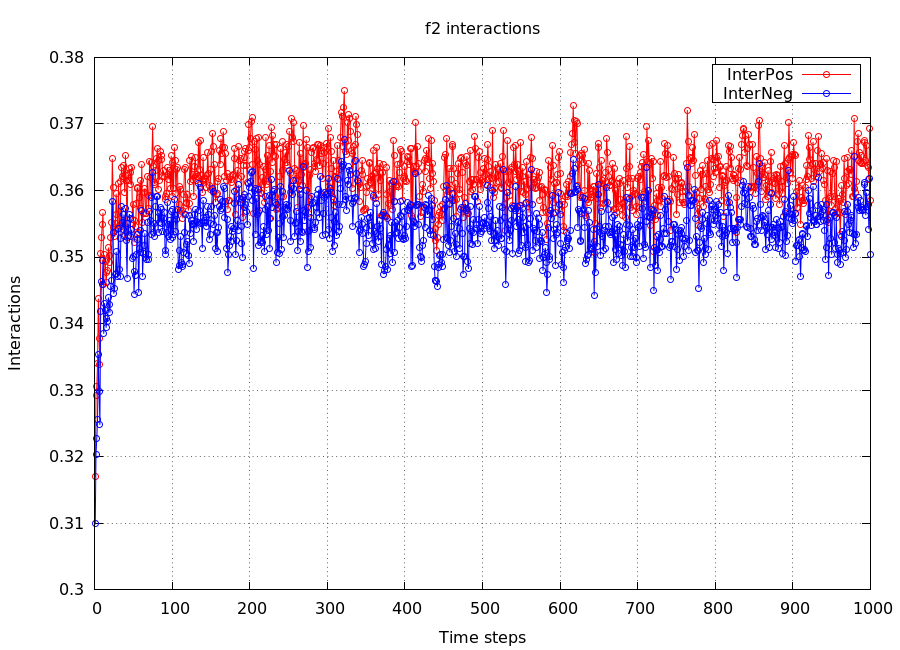 f2 interactions
0.38
0.37
0.36
0.35
0.34
0.33
0.32
0.31
0.3
Interactions
InterPos
InterNeg
0 100 200 300 400 500 600 700 800 900 1000
Time steps